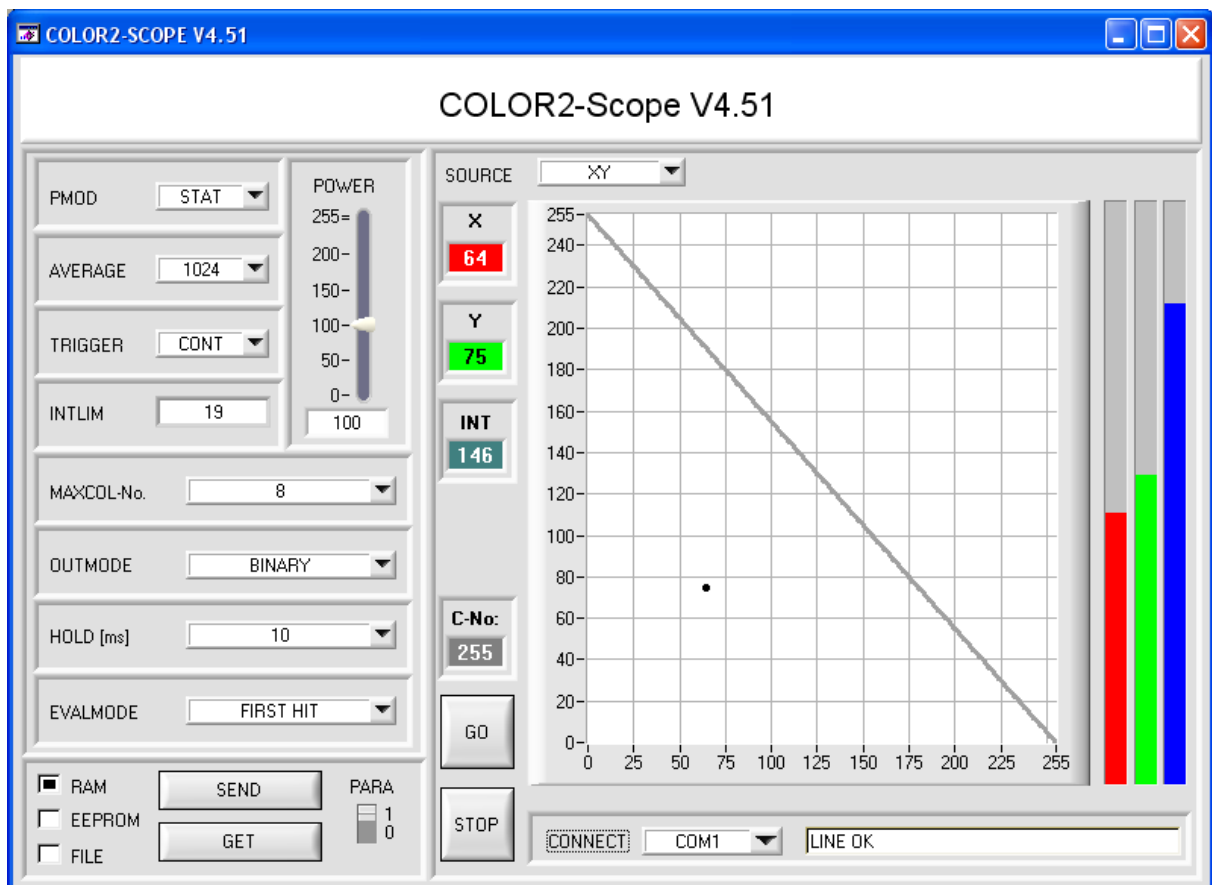 COLOR2-SCOPE V4.51
COLOR2-Scope V4.51
PMOD STAT
AVERAGE 1024
TRIGGER CONT
INTLIM 19
POWER
255=
200-
150-
100-
50-
0-
100
MAXCOL-No. 8
OUTMODE BINARY
HOLD [ms] 10
EVALMODE FIRST HIT
RAM
EEPROM
FILE
SEND
GET
PARA
1
0
SOURCE XY
X
64
Y
75
INT
146
C-No:
255
GO
STOP
255-
240-
220-
200-
180-
160-
140-
120-
100-
80-
60-
40-
20-
0-
0 25 50 75 100 125 150 175 200 225 255
CONNECT COM1 LINE OK